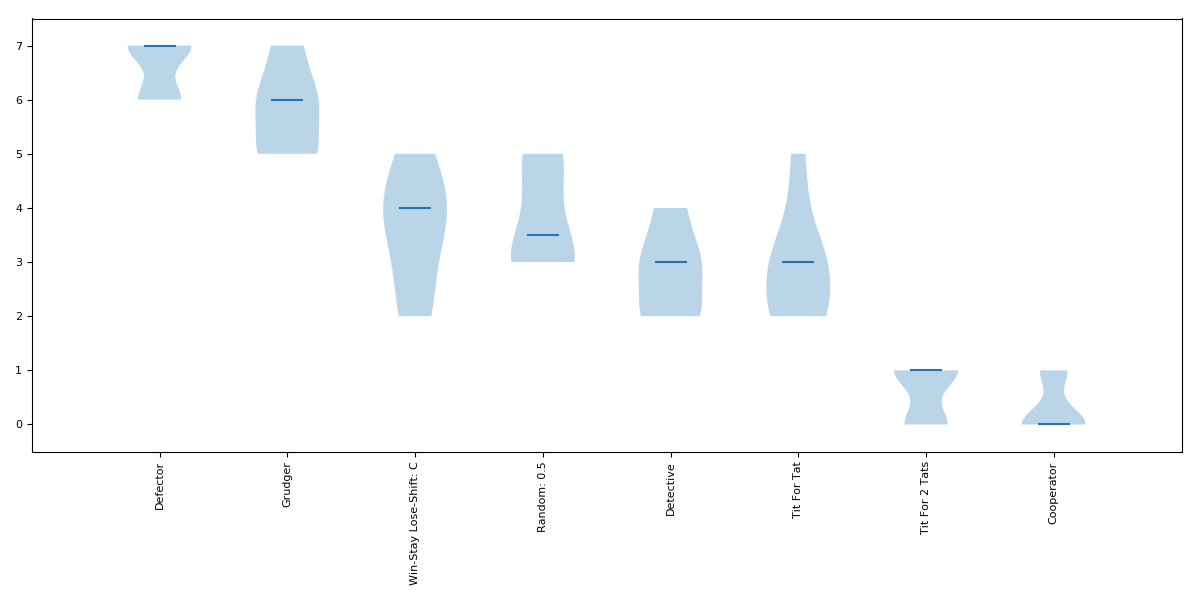 7
6
5
4
3
2
1
0
Defector
Grudger
Win-Stay Lose-Shift: C
Random: 0.5
Detective
Tit For Tat
Tit For 2 Tats
Cooperator